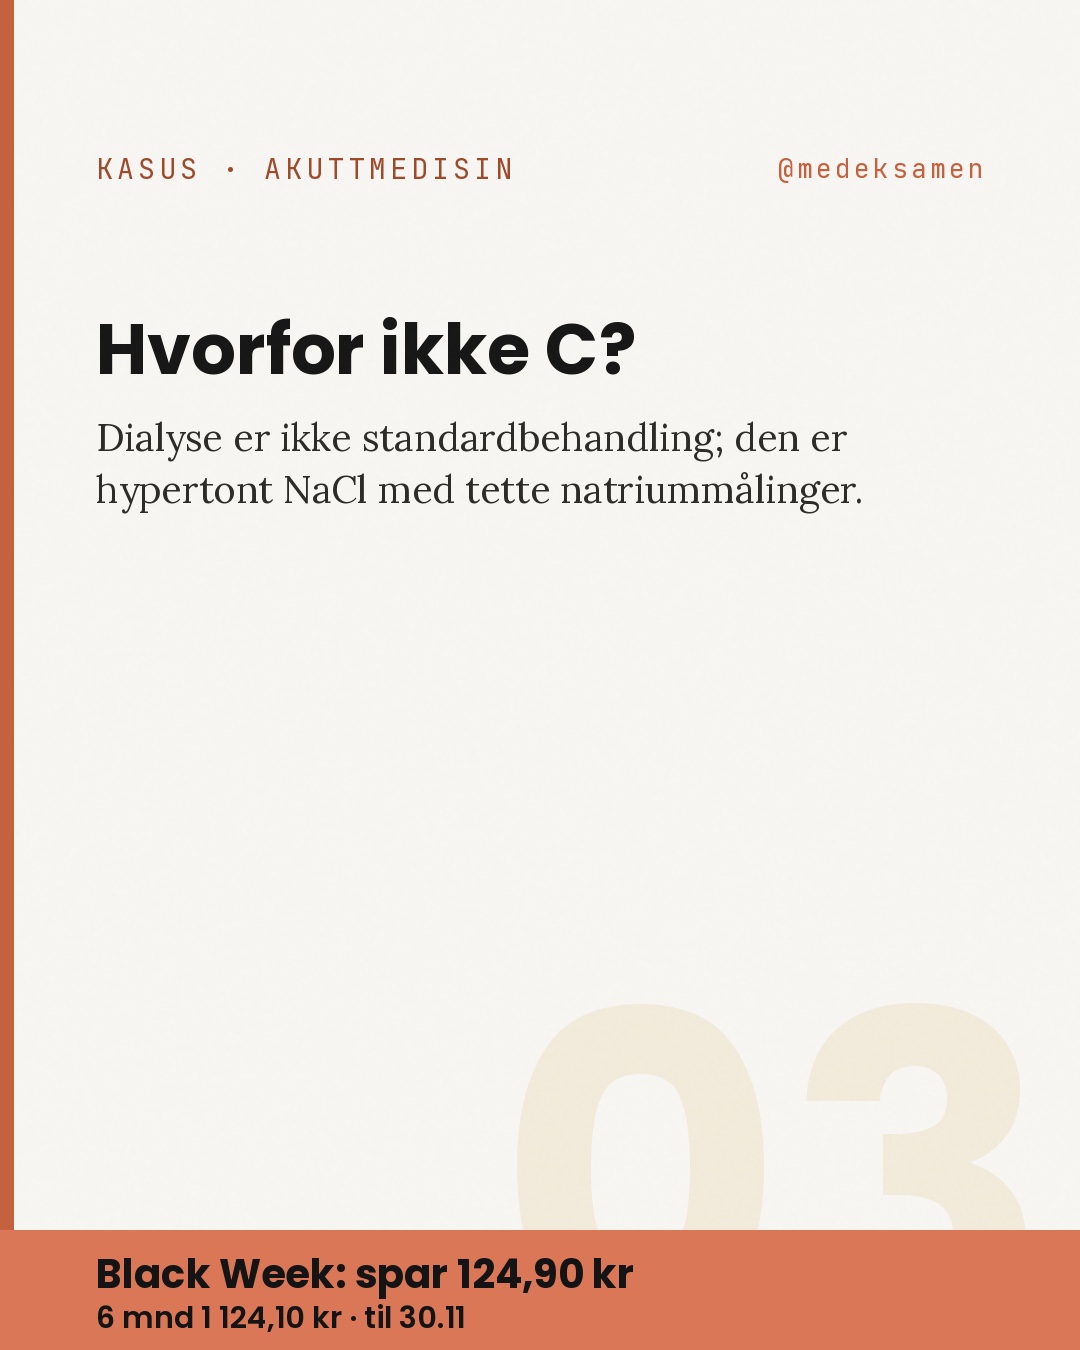 KASUS · AKUTTMEDISIN
@medeksamen
Hvorfor ikke C?
Dialyse er ikke standardbehandling; den er
hypertont NaCl med tette natriummålinger.
03
Black Week: spar 124,90 kr
6 mnd 1 124,10 kr · til 30.11